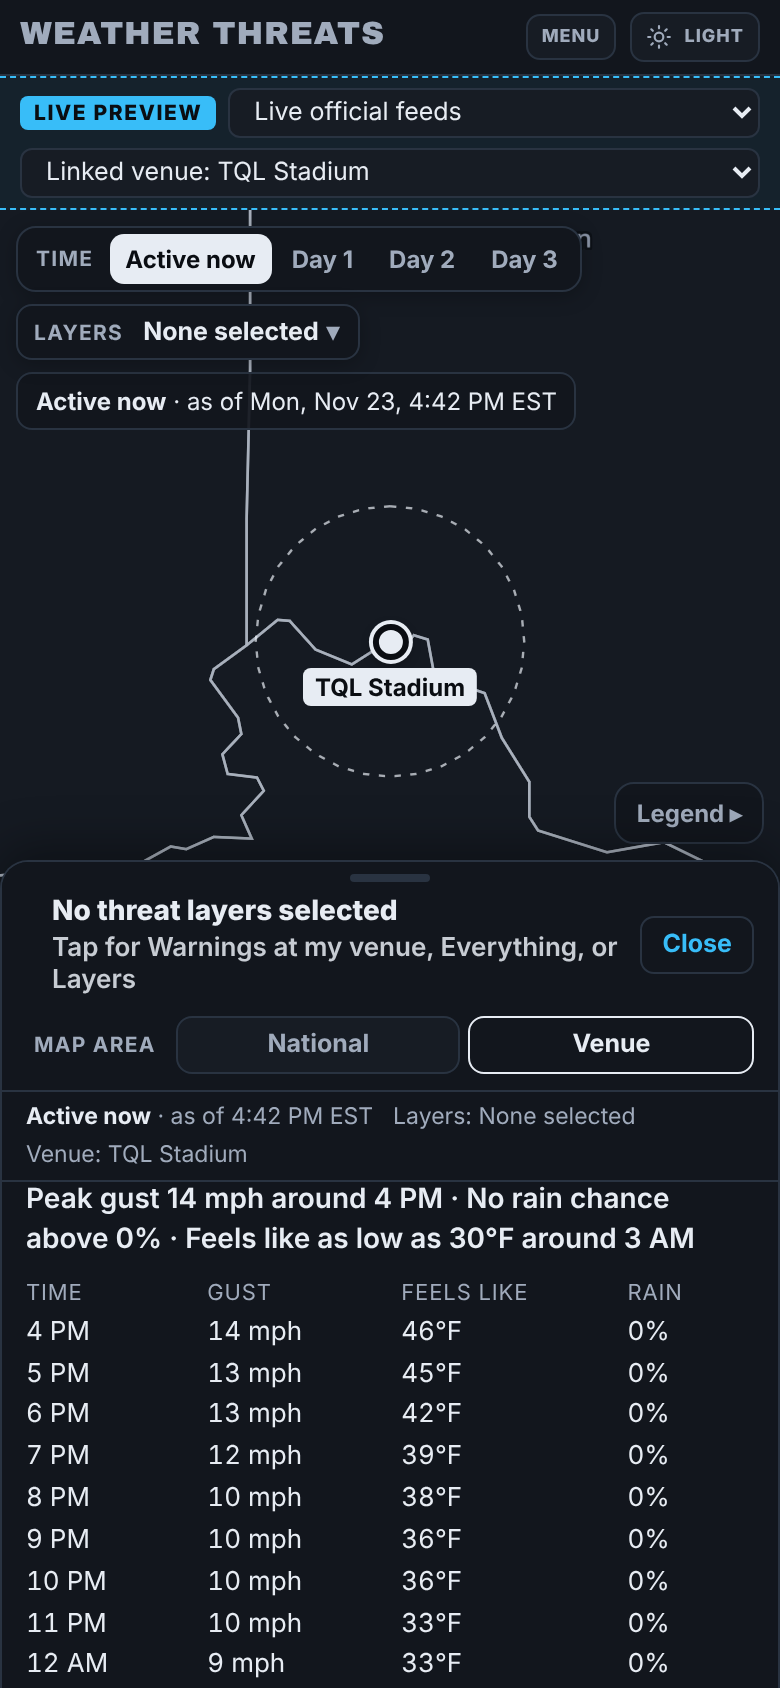 WEATHER THREATS
MENU
LIGHT
LIVE PREVIEW
Live official feeds
Linked venue: TQL Stadium
TIME Active now Day 1 Day 2 Day 3
LAYERS None selected ▾
Active now · as of Mon, Nov 23, 4:42 PM EST
TQL Stadium
Legend ▸
No threat layers selected
Tap for Warnings at my venue, Everything, or
Layers
Close
MAP AREA National Venue
Active now · as of 4:42 PM EST Layers: None selected
Venue: TQL Stadium
Peak gust 14 mph around 4 PM · No rain chance
above 0% · Feels like as low as 30°F around 3 AM
TIME GUST FEELS LIKE RAIN
4 PM 14 mph 46°F 0%
5 PM 13 mph 45°F 0%
6 PM 13 mph 42°F 0%
7 PM 12 mph 39°F 0%
8 PM 10 mph 38°F 0%
9 PM 10 mph 36°F 0%
10 PM 10 mph 36°F 0%
11 PM 10 mph 33°F 0%
12 AM 9 mph 33°F 0%